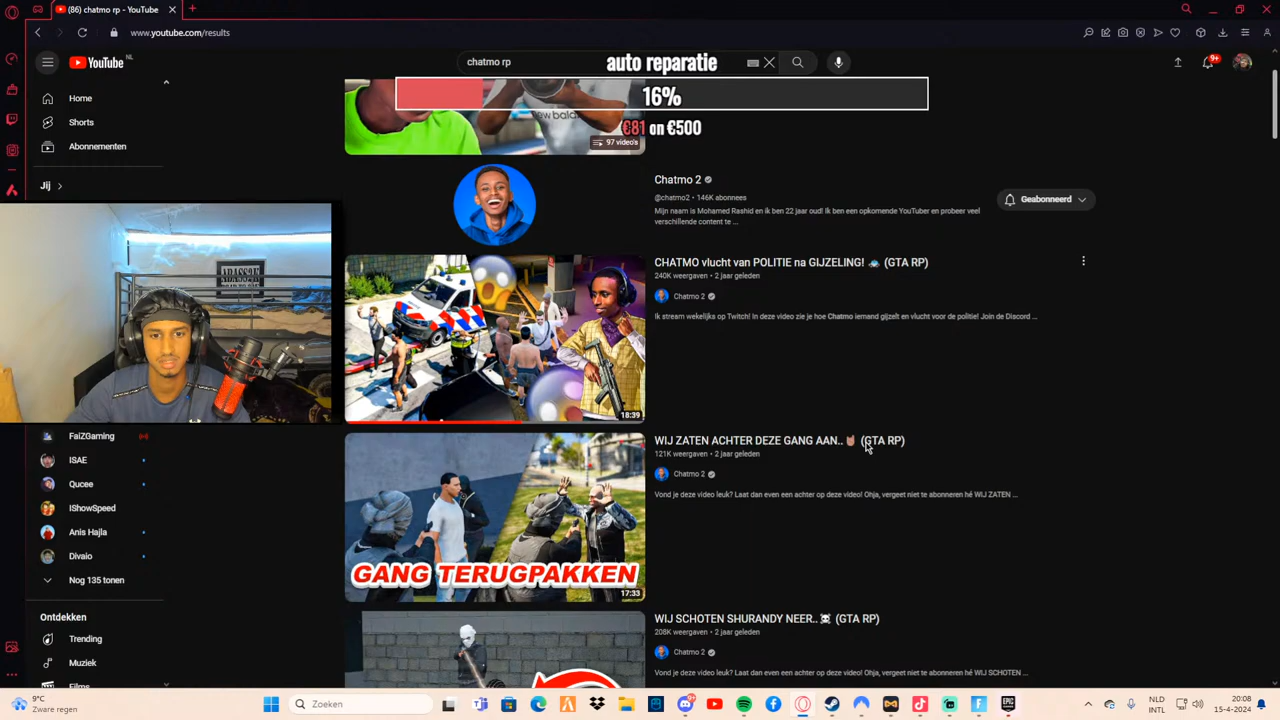 (86) chatmo rp - YouTube
www.youtube.com/results
YouTube NL
chatmo rp
auto reparatie
9+
16%
€81 on €500
new balance
97 video's
Home
Shorts
Abonnementen
Jij
Chatmo 2
@chatmo2 • 146K abonnees
Mijn naam is Mohamed Rashid en ik ben 22 jaar oud! Ik ben een opkomende YouTuber en probeer veel
verschillende content te ...
Geabonneerd
CHATMO vlucht van POLITIE na GIJZELING! 🚓 (GTA RP)
240K weergaven • 2 jaar geleden
Chatmo 2
Ik stream wekelijks op Twitch! In deze video zie je hoe Chatmo iemand gijzelt en vlucht voor de politie! Join de Discord ...
18:39
FaiZGaming
ISAE
Qucee
IShowSpeed
Anis Hajla
Divaio
Nog 135 tonen
WIJ ZATEN ACHTER DEZE GANG AAN.. (GTA RP)
121K weergaven • 2 jaar geleden
Chatmo 2
Vond je deze video leuk? Laat dan even een achter op deze video! Ohja, vergeet niet te abonneren hé WIJ ZATEN ...
GANG TERUGPAKKEN
17:33
Ontdekken
Trending
Muziek
Films
WIJ SCHOTEN SHURANDY NEER.. ☠ (GTA RP)
208K weergaven • 2 jaar geleden
Chatmo 2
Vond je deze video leuk? Laat dan even een achter op deze video! Ohja, vergeet niet te abonneren hé WIJ SCHOTEN ...
9°C
Zware regen
Zoeken
NLD
INTL
20:08
15-4-2024